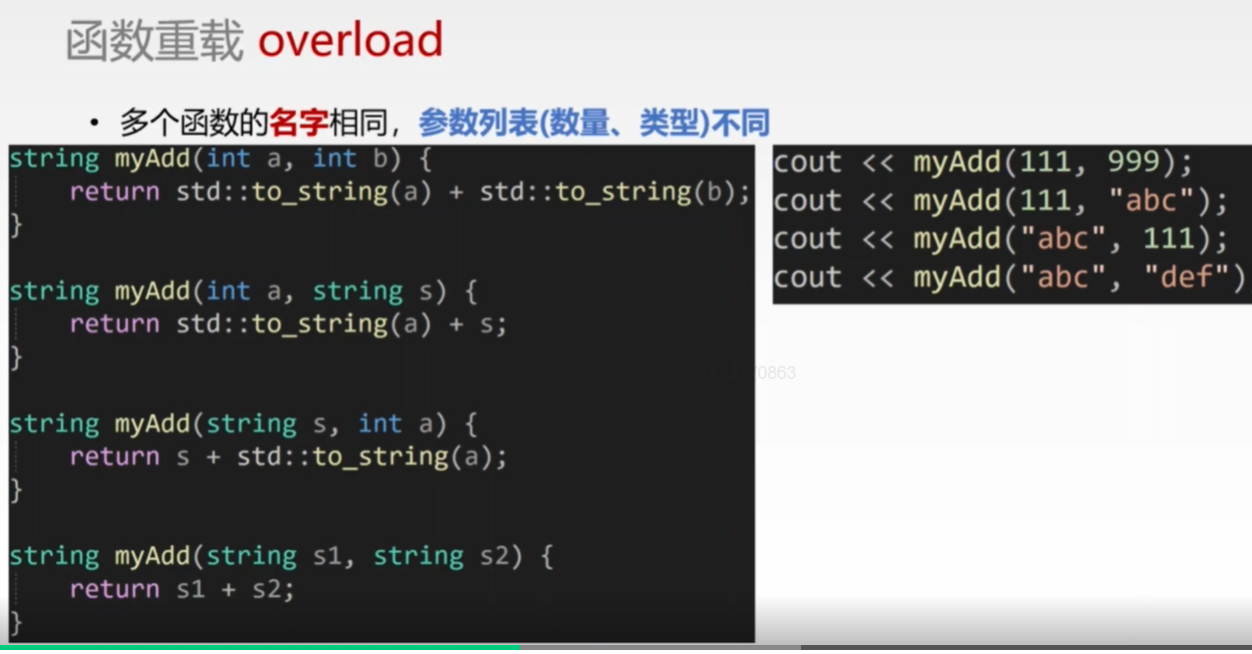 函数重载 overload
• 多个函数的名字相同，参数列表(数量、类型)不同
string myAdd(int a, int b) {
    return std::to_string(a) + std::to_string(b);
}
string myAdd(int a, string s) {
    return std::to_string(a) + s;
}
string myAdd(string s, int a) {
    return s + std::to_string(a);
}
string myAdd(string s1, string s2) {
    return s1 + s2;
}
cout << myAdd(111, 999);
cout << myAdd(111, "abc");
cout << myAdd("abc", 111);
cout << myAdd("abc", "def")